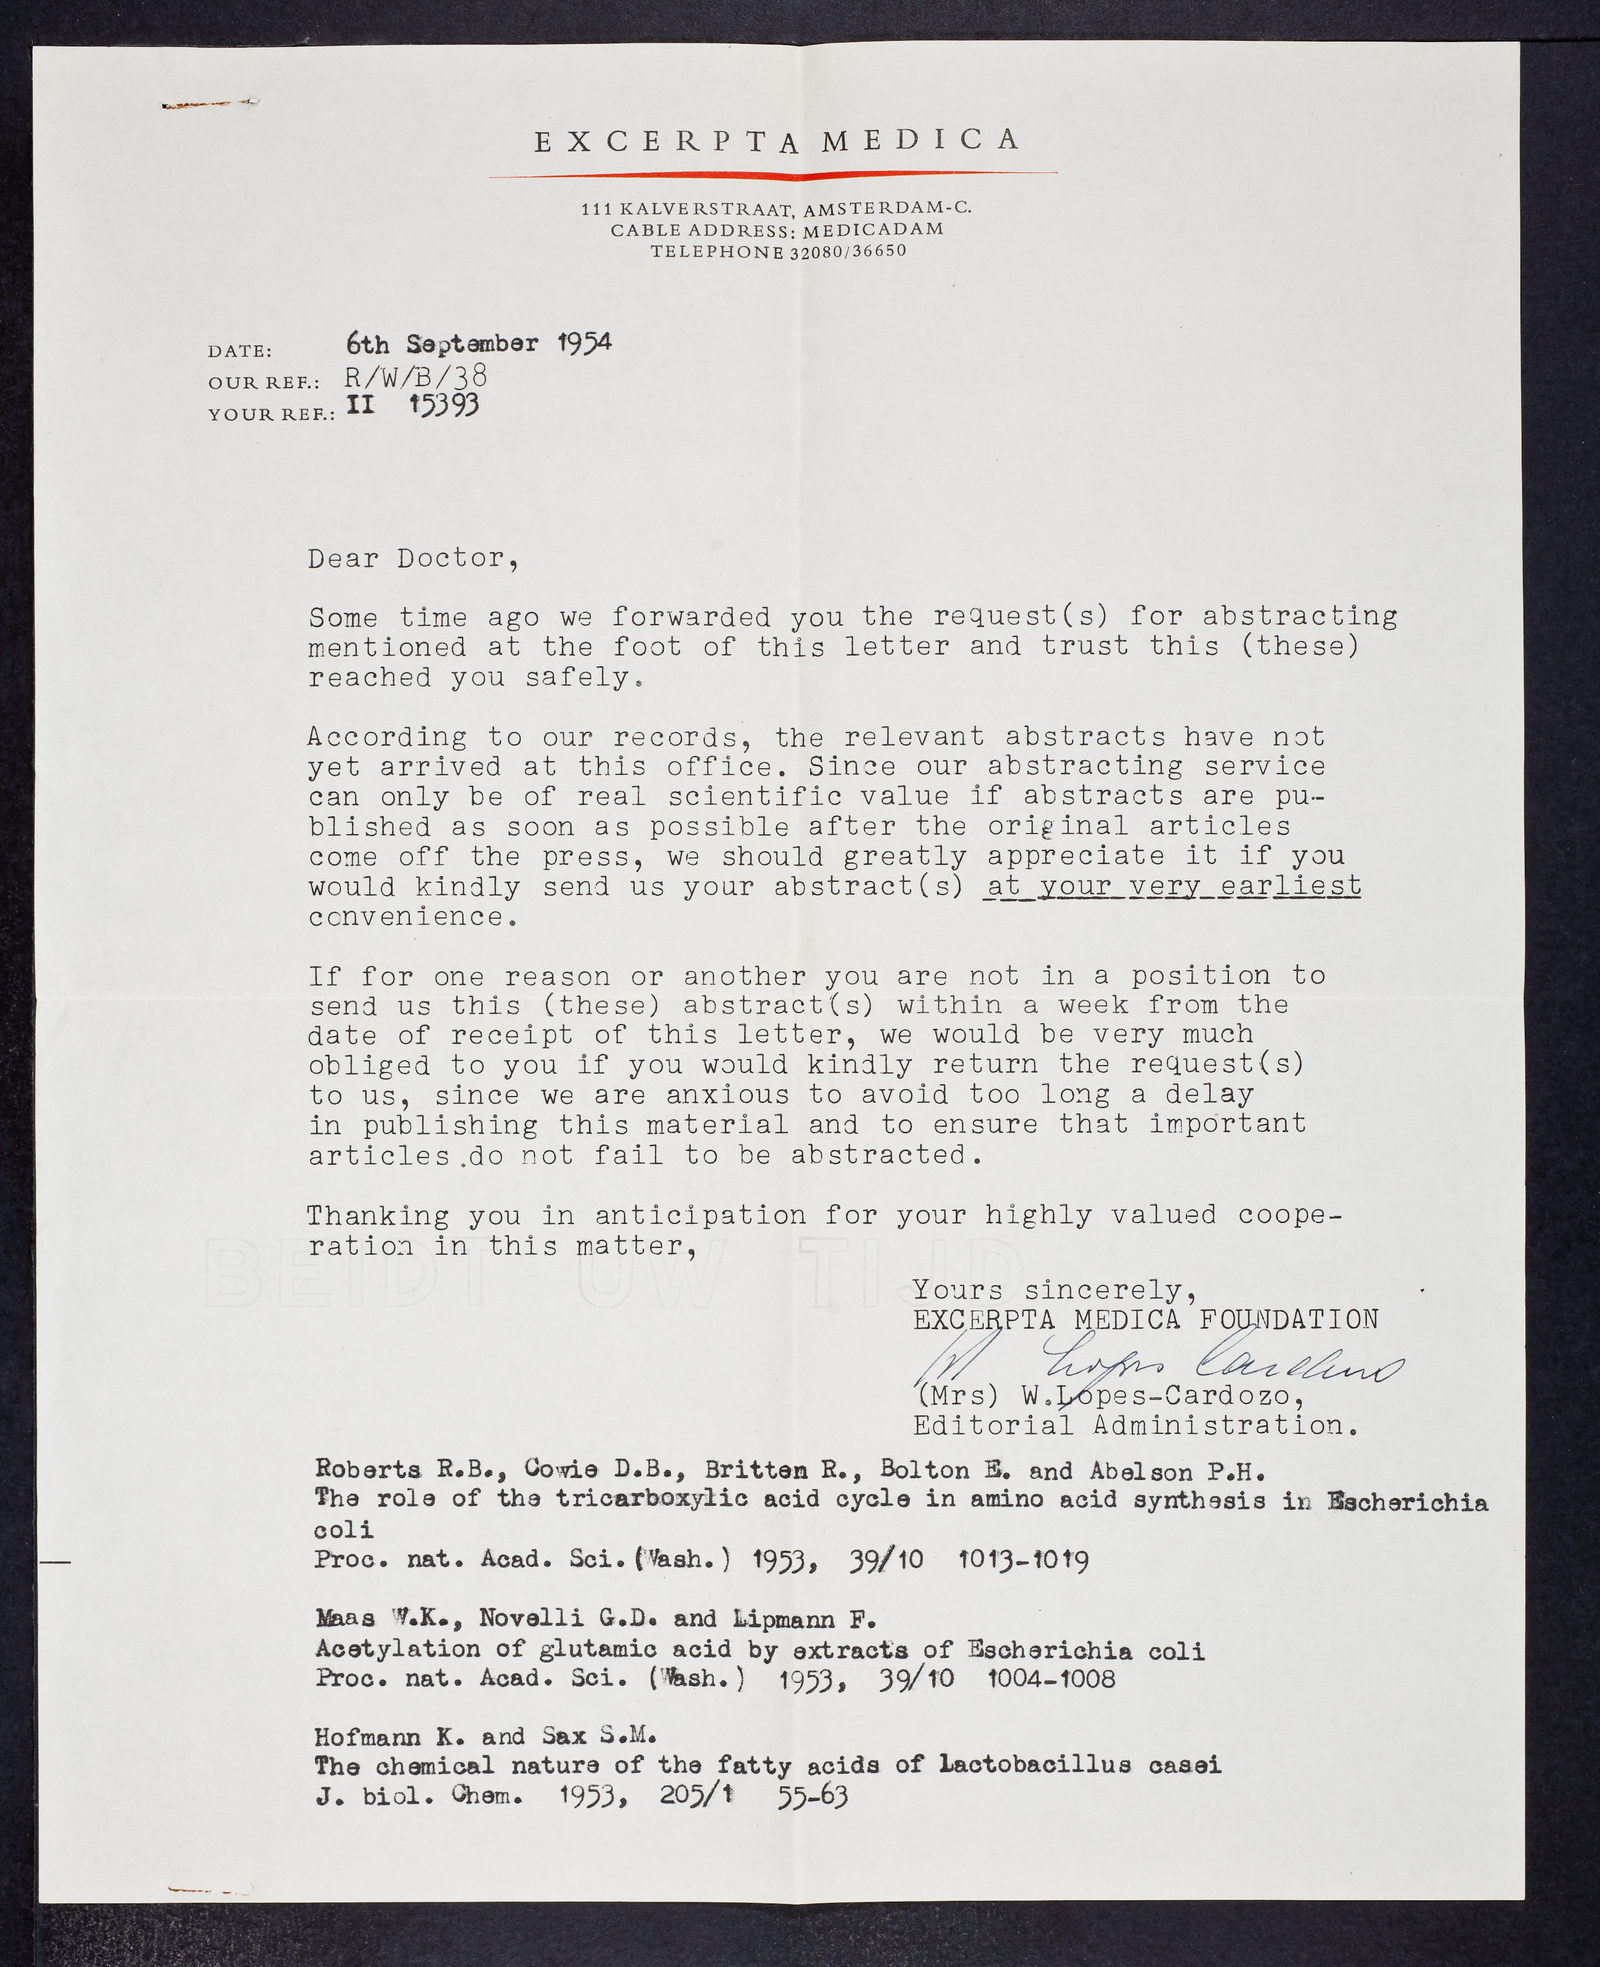 EXCERPTA MEDICA
111 KALVERSTRAAT, AMSTERDAM-C.
CABLE ADDRESS: MEDICADAM
TELEPHONE 32080/36650
DATE: 6th September 1954
OUR REF.: R/W/B/38
YOUR REF.: II 15393
Dear Doctor,
Some time ago we forwarded you the request(s) for abstracting
mentioned at the foot of this letter and trust this (these)
reached you safely.
According to our records, the relevant abstracts have not
yet arrived at this office. Since our abstracting service
can only be of real scientific value if abstracts are pu-
blished as soon as possible after the original articles
come off the press, we should greatly appreciate it if you
would kindly send us your abstract(s) at your very earliest
convenience.
If for one reason or another you are not in a position to
send us this (these) abstract(s) within a week from the
date of receipt of this letter, we would be very much
obliged to you if you would kindly return the request(s)
to us, since we are anxious to avoid too long a delay
in publishing this material and to ensure that important
articles .do not fail to be abstracted.
Thanking you in anticipation for your highly valued coope-
ration in this matter,
BEIDT UW TIJD
Yours sincerely,
EXCERPTA MEDICA FOUNDATION
W Lopes Cardozo
(Mrs) W.Lopes-Cardozo,
Editorial Administration.
Roberts R.B., Cowie D.B., Britten R., Bolton E. and Abelson P.H.
The role of the tricarboxylic acid cycle in amino acid synthesis in Escherichia
coli
Proc. nat. Acad. Sci. (Wash.) 1953, 39/10 1013-1019
Maas W.K., Novelli G.D. and Lipmann F.
Acetylation of glutamic acid by extracts of Escherichia coli
Proc. nat. Acad. Sci. (Wash.) 1953, 39/10 1004-1008
Hofmann K. and Sax S.M.
The chemical nature of the fatty acids of Lactobacillus casei
J. biol. Chem. 1953, 205/1 55-63